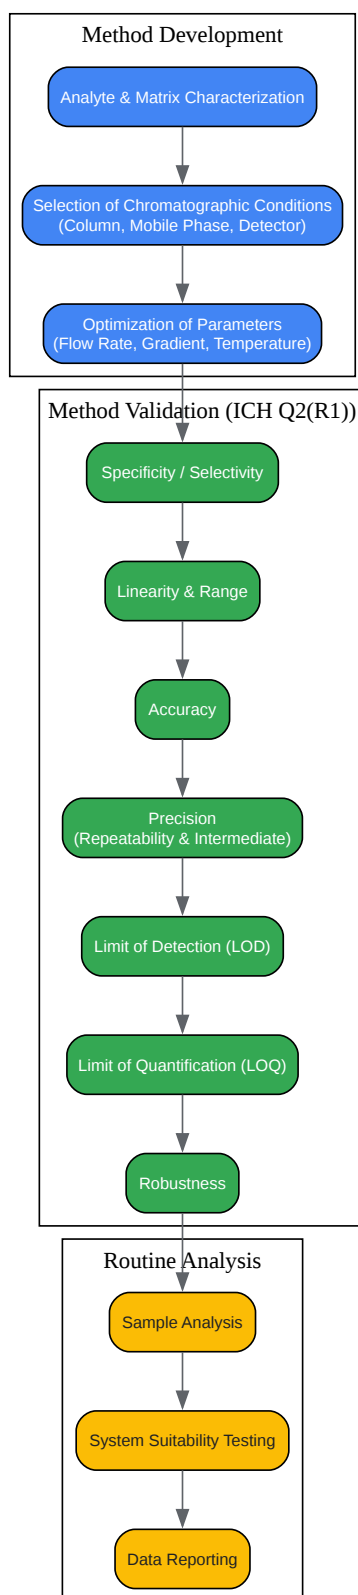 Method Development
Analyte & Matrix Characterization
Selection of Chromatographic Conditions
(Column, Mobile Phase, Detector)
Optimization of Parameters
(Flow Rate, Gradient, Temperature)
Method Validation (ICH Q2(R1))
Specificity / Selectivity
Linearity & Range
Accuracy
Precision
(Repeatability & Intermediate)
Limit of Detection (LOD)
Limit of Quantification (LOQ)
Robustness
Routine Analysis
Sample Analysis
System Suitability Testing
Data Reporting